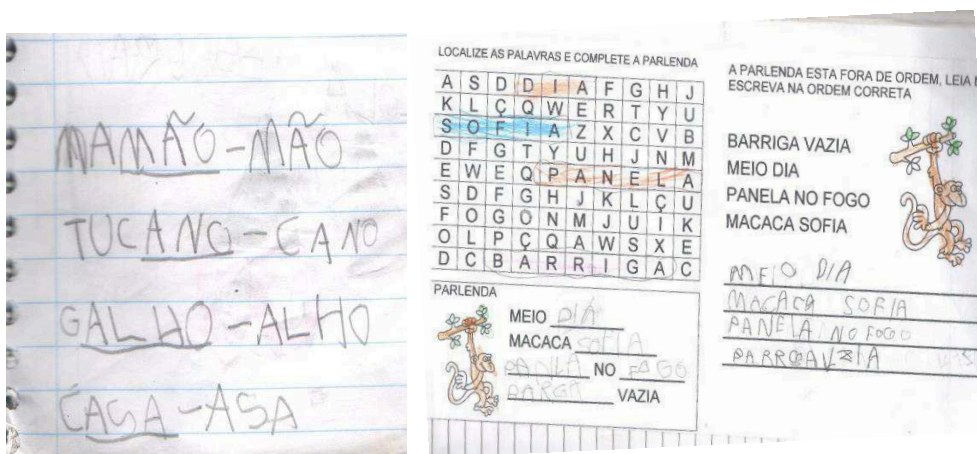 MAMÃO-MÃO
TUCANO-CANO
GALHO-ALHO
CASA-ASA
LOCALIZE AS PALAVRAS E COMPLETE A PARLENDA
A S D D I A F G H J
K L Ç Q W E R T Y U
S O F I A Z X C V B
D F G T Y U H J N M
E W E Q P A N E L A
S D F G H J K L Ç U
F O G O N M J U I K
O L P Ç Q A W S X E
D C B A R R I G A C
PARLENDA
MEIO DIA
MACACA SOFIA
PANLA NO FOGO
BARGA VAZIA
A PARLENDA ESTA FORA DE ORDEM, LEIA
ESCREVA NA ORDEM CORRETA
BARRIGA VAZIA
MEIO DIA
PANELA NO FOGO
MACACA SOFIA
MEIO DIA
MACACA SOFIA
PANELA NO FOGO